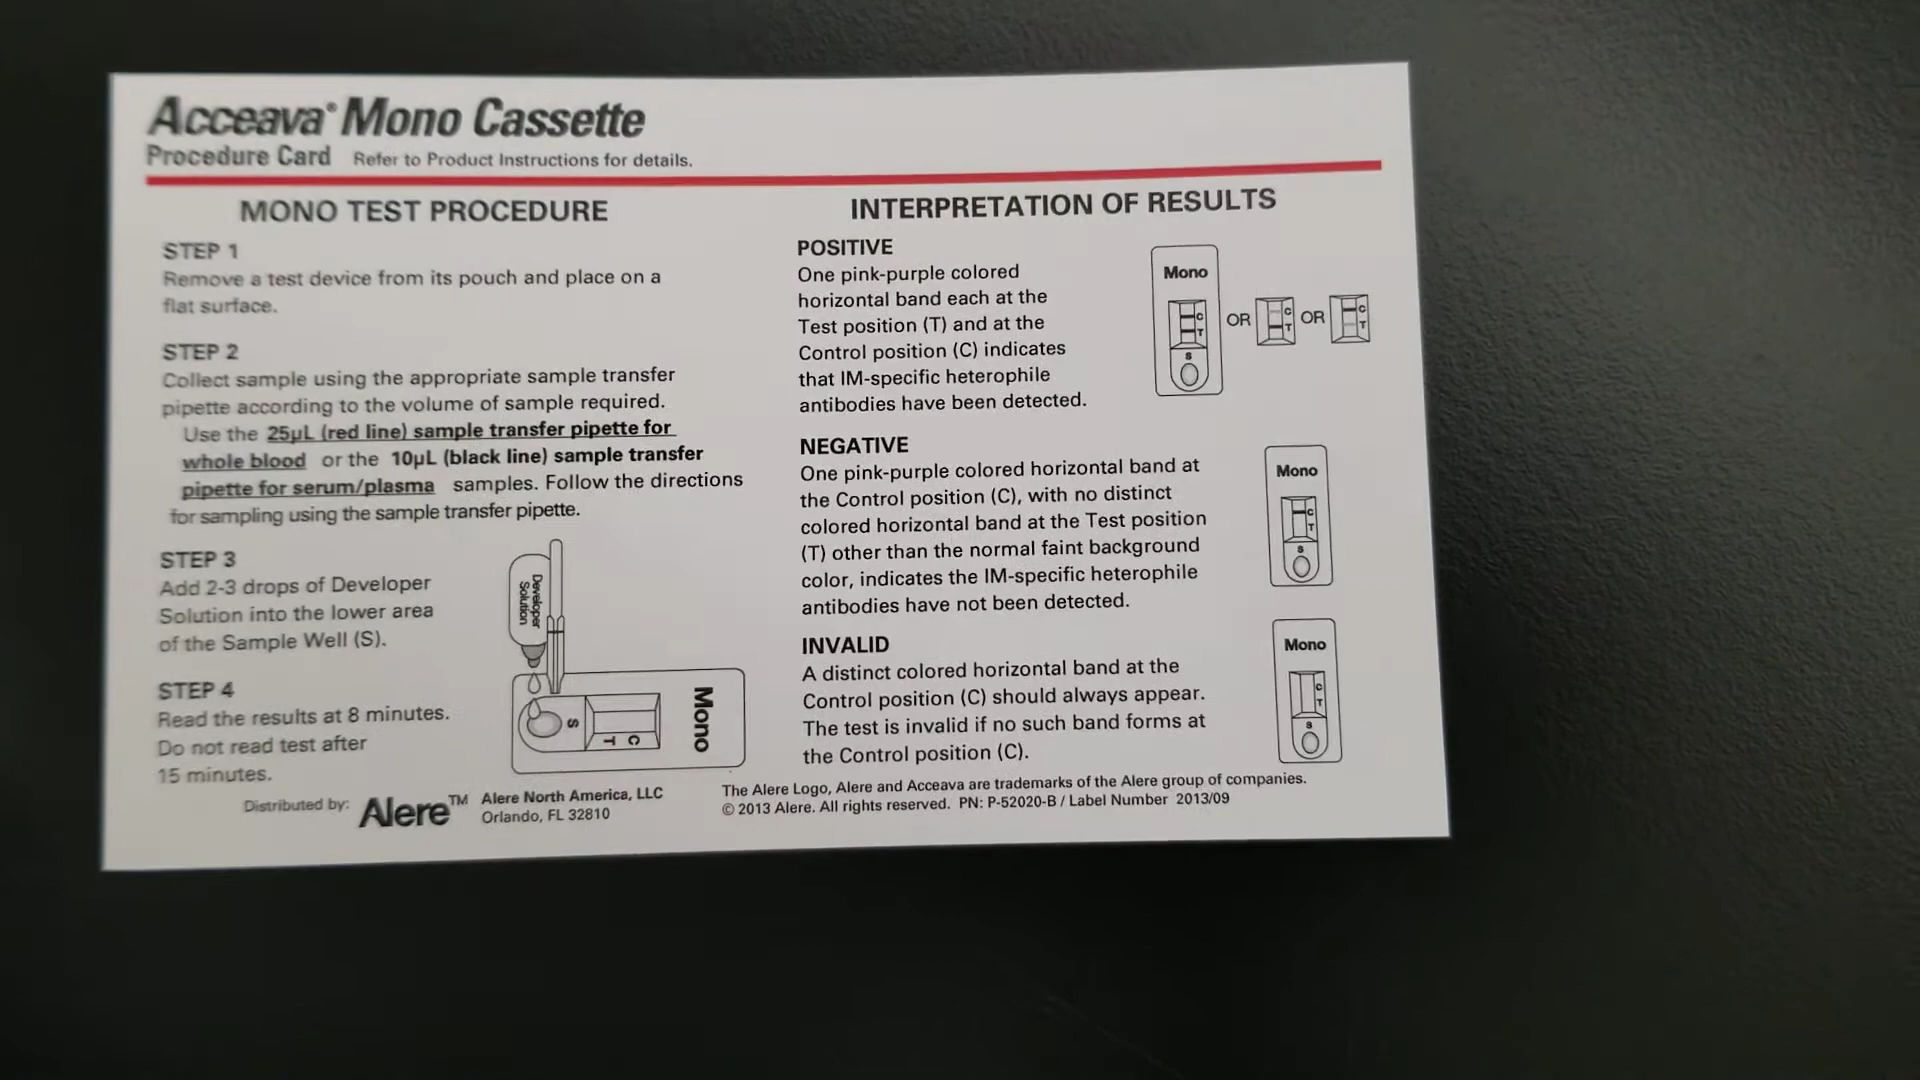 Acceava® Mono Cassette
Procedure Card Refer to Product Instructions for details.
MONO TEST PROCEDURE
STEP 1
Remove a test device from its pouch and place on a
flat surface.
STEP 2
Collect sample using the appropriate sample transfer
pipette according to the volume of sample required.
Use the 25µL (red line) sample transfer pipette for
whole blood or the 10µL (black line) sample transfer
pipette for serum/plasma samples. Follow the directions
for sampling using the sample transfer pipette.
STEP 3
Add 2-3 drops of Developer
Solution into the lower area
of the Sample Well (S).
STEP 4
Read the results at 8 minutes.
Do not read test after
15 minutes.
Developer
Solution
S
T C
Mono
INTERPRETATION OF RESULTS
POSITIVE
One pink-purple colored
horizontal band each at the
Test position (T) and at the
Control position (C) indicates
that IM-specific heterophile
antibodies have been detected.
Mono
C
T
S
OR
C
T
OR
C
T
NEGATIVE
One pink-purple colored horizontal band at
the Control position (C), with no distinct
colored horizontal band at the Test position
(T) other than the normal faint background
color, indicates the IM-specific heterophile
antibodies have not been detected.
Mono
C
T
S
INVALID
A distinct colored horizontal band at the
Control position (C) should always appear.
The test is invalid if no such band forms at
the Control position (C).
Mono
C
T
S
Distributed by: Alere™
Alere North America, LLC
Orlando, FL 32810
The Alere Logo, Alere and Acceava are trademarks of the Alere group of companies.
© 2013 Alere. All rights reserved. PN: P-52020-B / Label Number 2013/09